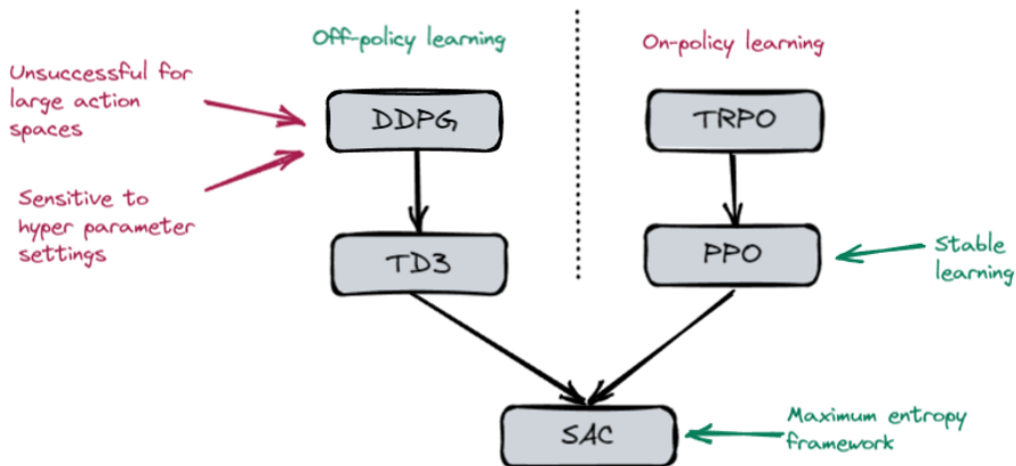 Off-policy learning
On-policy learning
Unsuccessful for
large action
spaces
DDPG
TRPO
Sensitive to
hyper parameter
settings
TD3
PPO
Stable
learning
SAC
Maximum entropy
framework